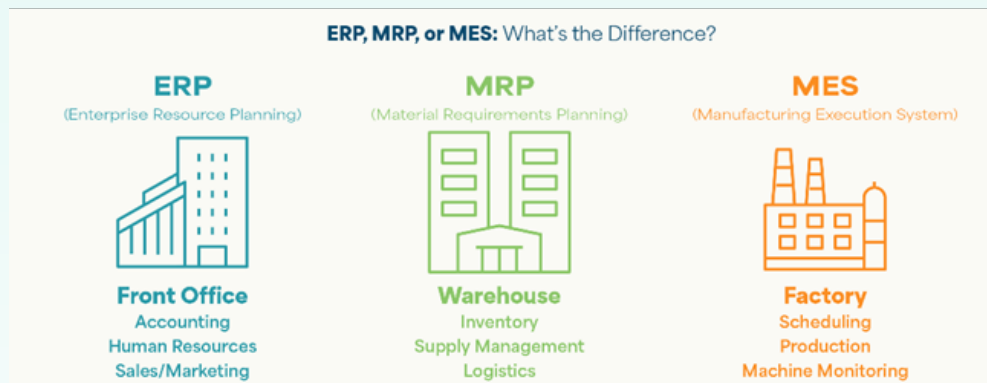 ERP, MRP, or MES: What's the Difference?
ERP
(Enterprise Resource Planning)
Front Office
Accounting
Human Resources
Sales/Marketing
MRP
(Material Requirements Planning)
Warehouse
Inventory
Supply Management
Logistics
MES
(Manufacturing Execution System)
Factory
Scheduling
Production
Machine Monitoring